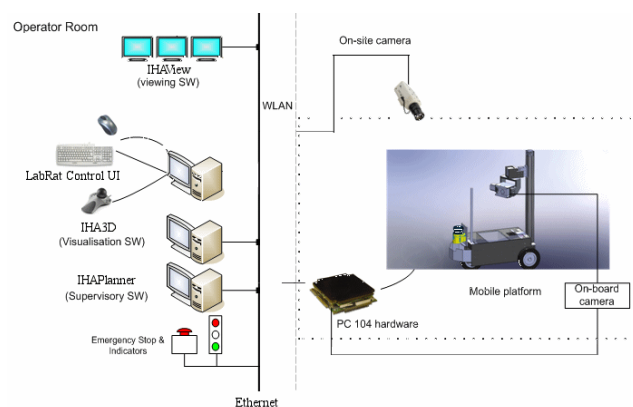 Operator Room
IHAView
(viewing SW)
WLAN
On-site camera
LabRat Control UI
IHA3D
(Visualisation SW)
IHAPlanner
(Supervisory SW)
Mobile platform
On-board
camera
PC 104 hardware
Emergency Stop &
Indicators
Ethernet